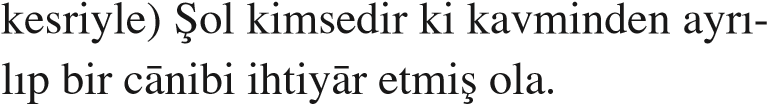 kesriyle) Şol kimsedir ki kavminden ayrı-
lıp bir cānibi ihtiyār etmiş ola.